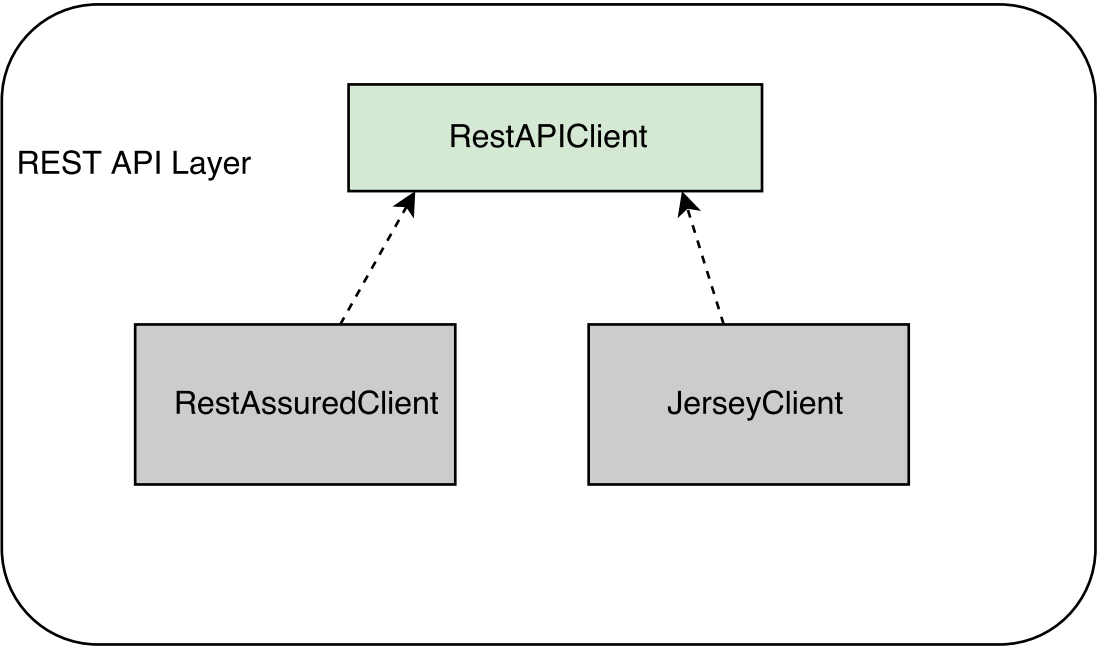 RestAPIClient
REST API Layer
RestAssuredClient
JerseyClient